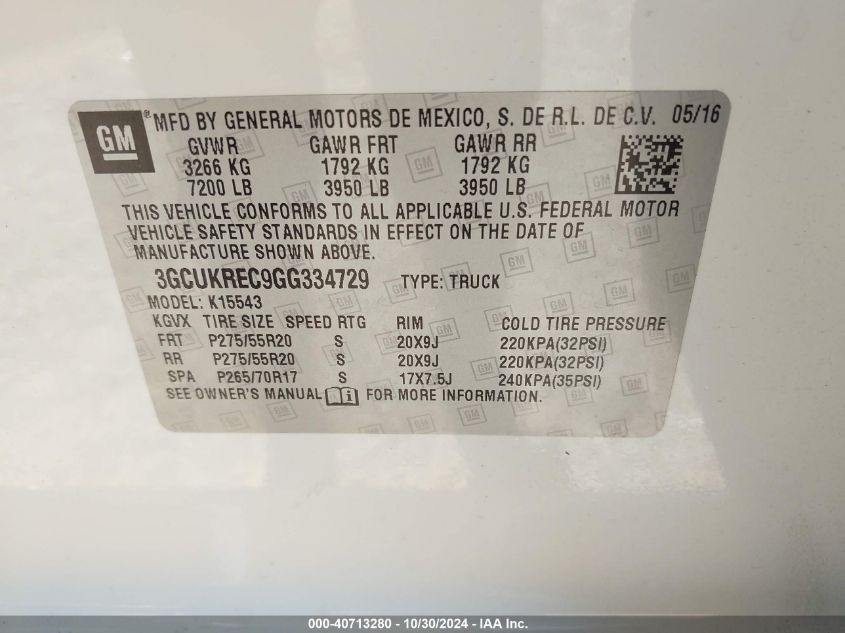 GM
® MFD BY GENERAL MOTORS DE MEXICO, S. DE R.L. DE C.V. 05/16
GVWR GAWR FRT GAWR RR
3266 KG 1792 KG 1792 KG
7200 LB 3950 LB 3950 LB
THIS VEHICLE CONFORMS TO ALL APPLICABLE U.S. FEDERAL MOTOR
VEHICLE SAFETY STANDARDS IN EFFECT ON THE DATE OF
MANUFACTURE SHOWN ABOVE.
3GCUKREC9GG334729 TYPE: TRUCK
MODEL: K15543
KGVX TIRE SIZE SPEED RTG RIM COLD TIRE PRESSURE
FRT P275/55R20 S 20X9J 220KPA(32PSI)
RR P275/55R20 S 20X9J 220KPA(32PSI)
SPA P265/70R17 S 17X7.5J 240KPA(35PSI)
SEE OWNER'S MANUAL i FOR MORE INFORMATION.
000-40713280 - 10/30/2024 - IAA Inc.